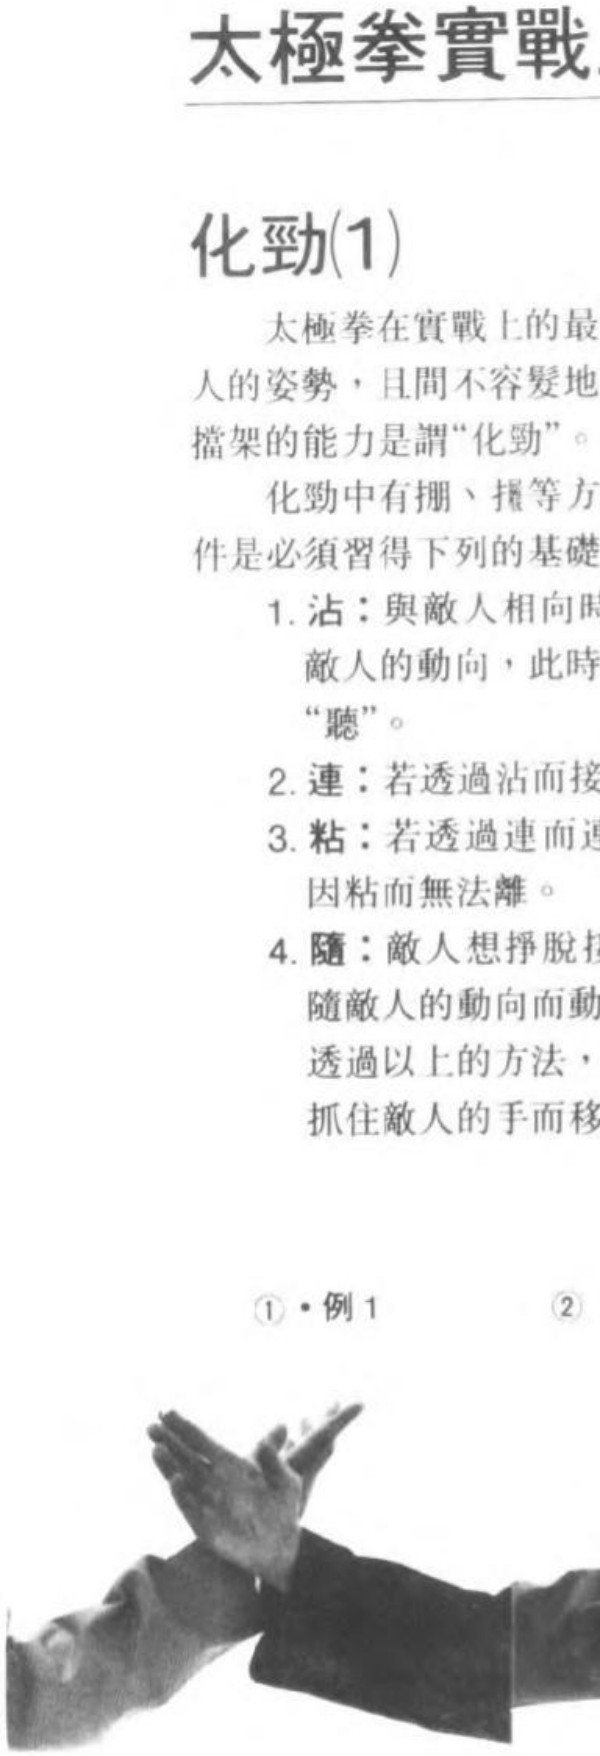 太極拳實戰
化勁(1)
太極拳在實戰上的最
人的姿勢，且間不容髮地
擋架的能力是謂“化勁”。
化勁中有掤、攦等方
件是必須習得下列的基礎
1. 沾：與敵人相向時
敵人的動向，此時
“聽”。
2. 連：若透過沾而接
3. 粘：若透過連而連
因粘而無法離。
4. 隨：敵人想掙脫接
隨敵人的動向而動
透過以上的方法，
抓住敵人的手而移
①・例1 ②